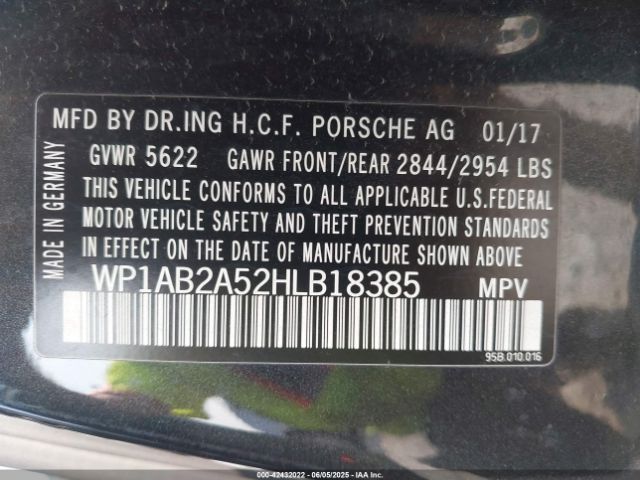 MFD BY DR.ING H.C.F. PORSCHE AG 01/17
GVWR 5622 GAWR FRONT/REAR 2844/2954 LBS
THIS VEHICLE CONFORMS TO ALL APPLICABLE U.S.FEDERAL
MOTOR VEHICLE SAFETY AND THEFT PREVENTION STANDARDS
IN EFFECT ON THE DATE OF MANUFACTURE SHOWN ABOVE.
WP1AB2A52HLB18385 MPV
95B.010.016
MADE IN GERMANY
000-42432022 - 06/05/2025 - IAA Inc.